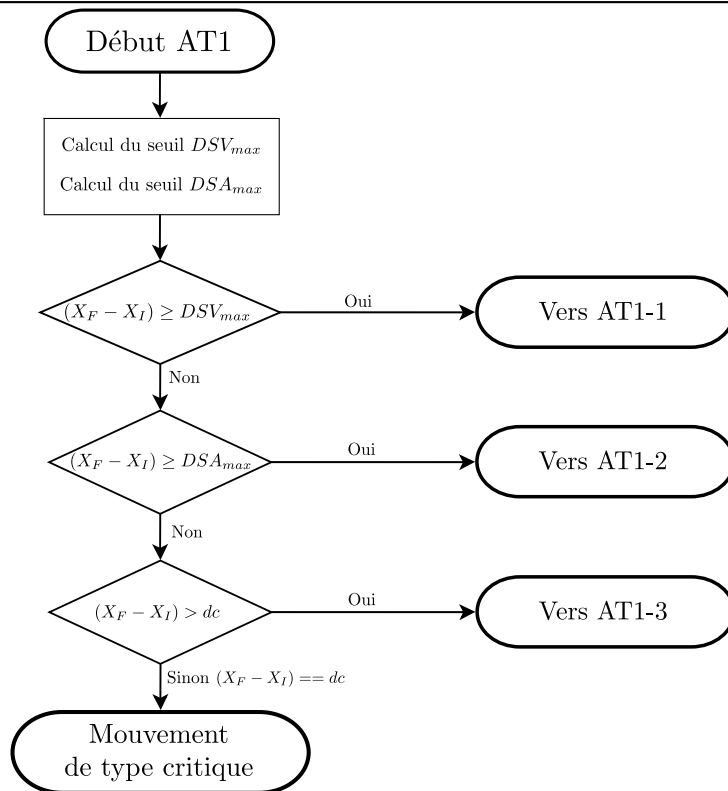 Début AT1
Calcul du seuil $DSV_{max}$
Calcul du seuil $DSA_{max}$
$(X_F - X_I) \geq DSV_{max}$
Oui
Vers AT1-1
Non
$(X_F - X_I) \geq DSA_{max}$
Oui
Vers AT1-2
Non
$(X_F - X_I) > dc$
Oui
Vers AT1-3
Sinon $(X_F - X_I) == dc$
Mouvement
de type critique